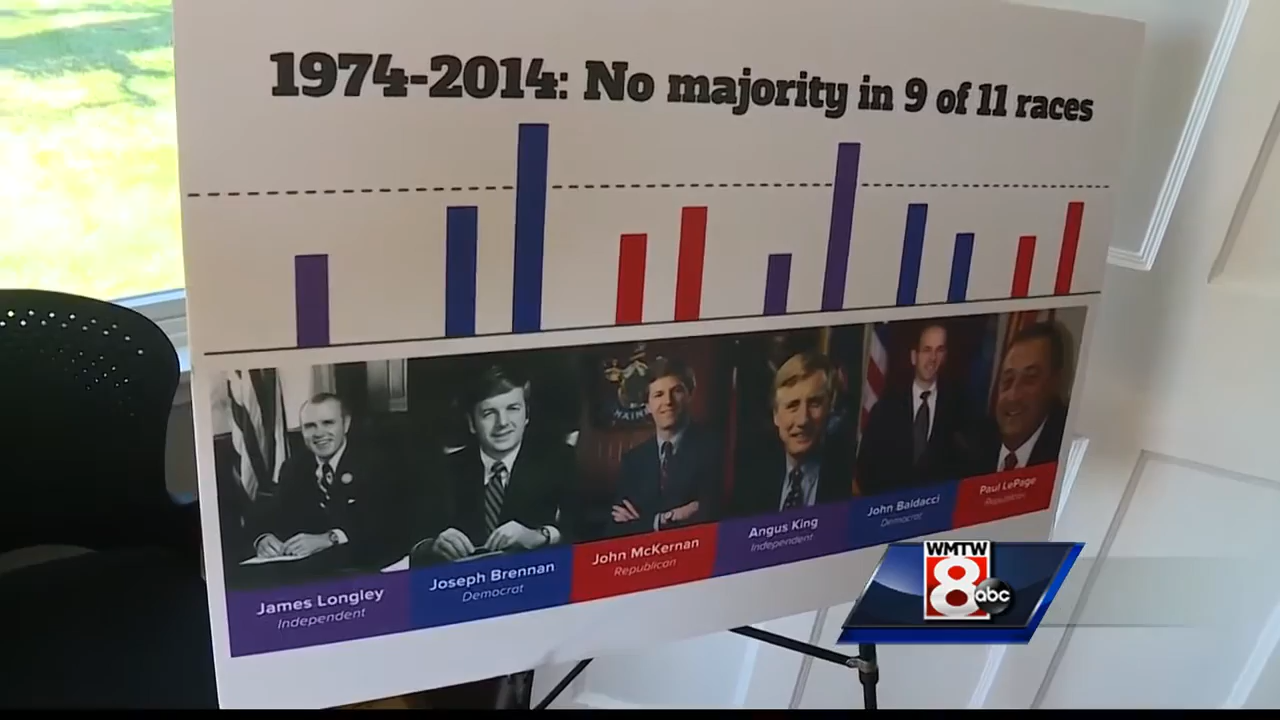 1974-2014: No majority in 9 of 11 races
MAINE
James Longley
Independent
Joseph Brennan
Democrat
John McKernan
Republican
Angus King
Independent
John Baldacci
Democrat
Paul LePage
Republican
WMTW
8
abc